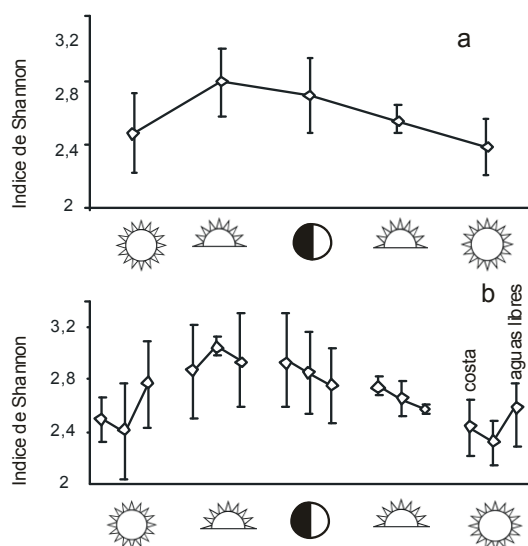 a
Indice de Shannon
3,2
2,8
2,4
2
b
Indice de Shannon
3,2
2,8
2,4
2
costa
aguas libres